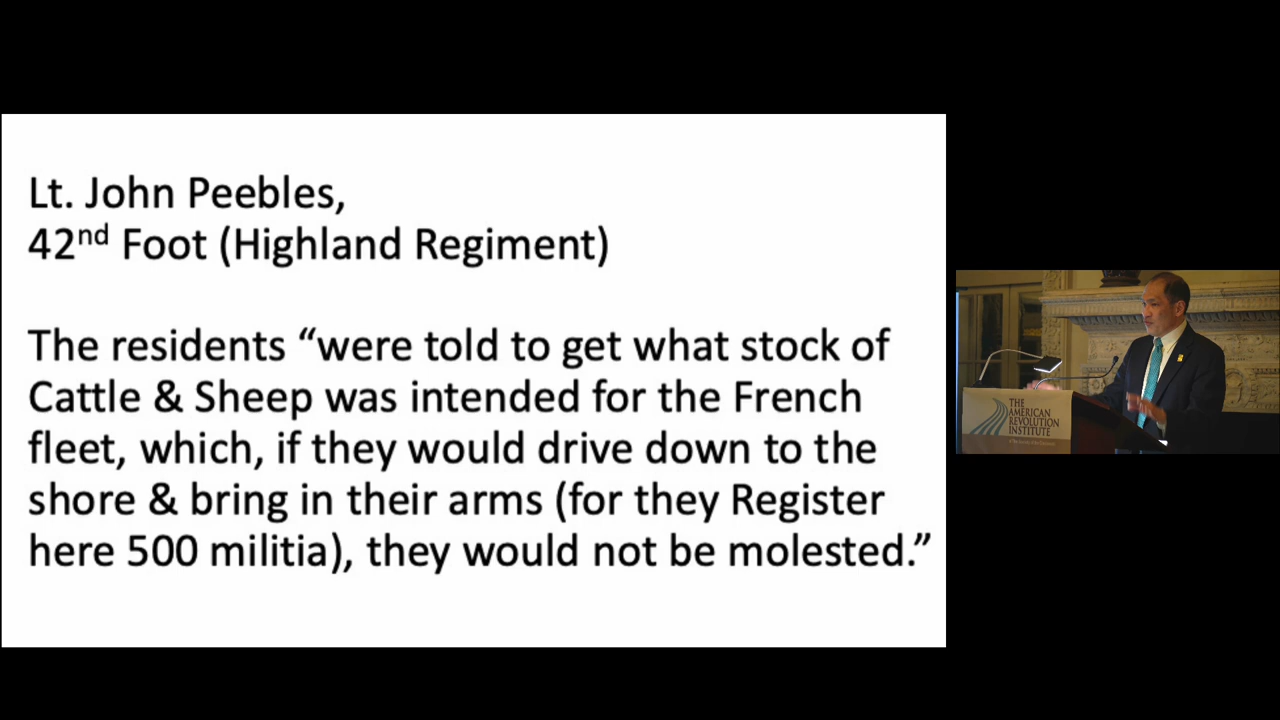 Lt. John Peebles,
42nd Foot (Highland Regiment)
The residents “were told to get what stock of
Cattle & Sheep was intended for the French
fleet, which, if they would drive down to the
shore & bring in their arms (for they Register
here 500 militia), they would not be molested.”
THE
AMERICAN
REVOLUTION
INSTITUTE